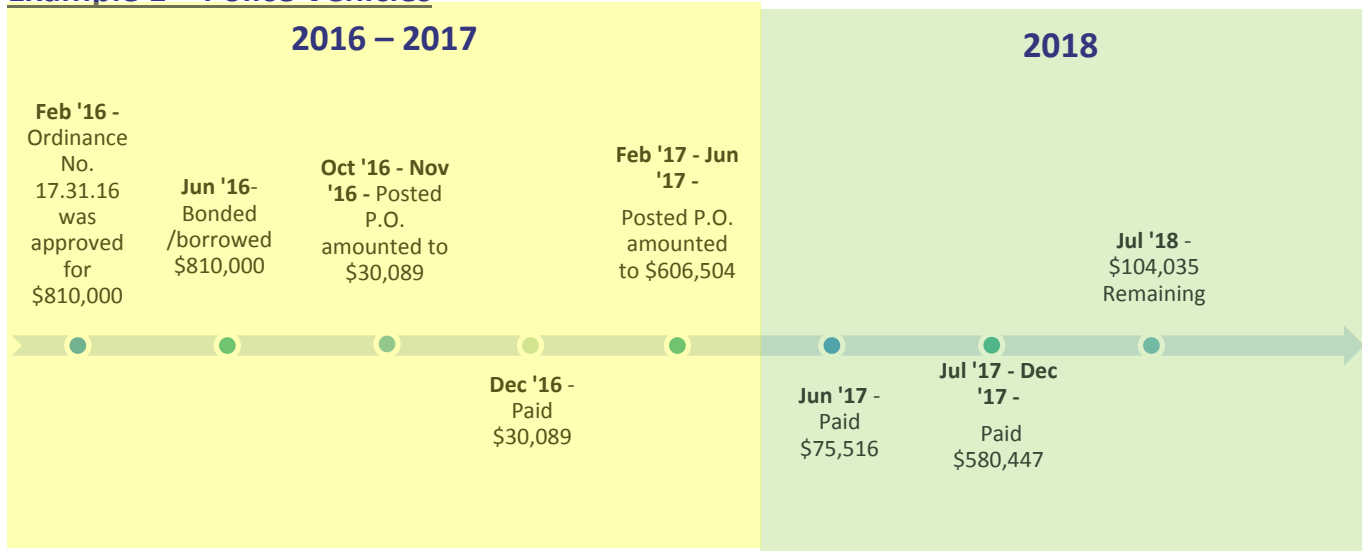 2016 – 2017
2018
Feb '16 -
Ordinance
No.
17.31.16
was
approved
for
$810,000
Jun '16-
Bonded
/borrowed
$810,000
Oct '16 - Nov
'16 - Posted
P.O.
amounted to
$30,089
Dec '16 -
Paid
$30,089
Feb '17 - Jun
'17 -
Posted P.O.
amounted
to $606,504
Jun '17 -
Paid
$75,516
Jul '17 - Dec
'17 -
Paid
$580,447
Jul '18 -
$104,035
Remaining